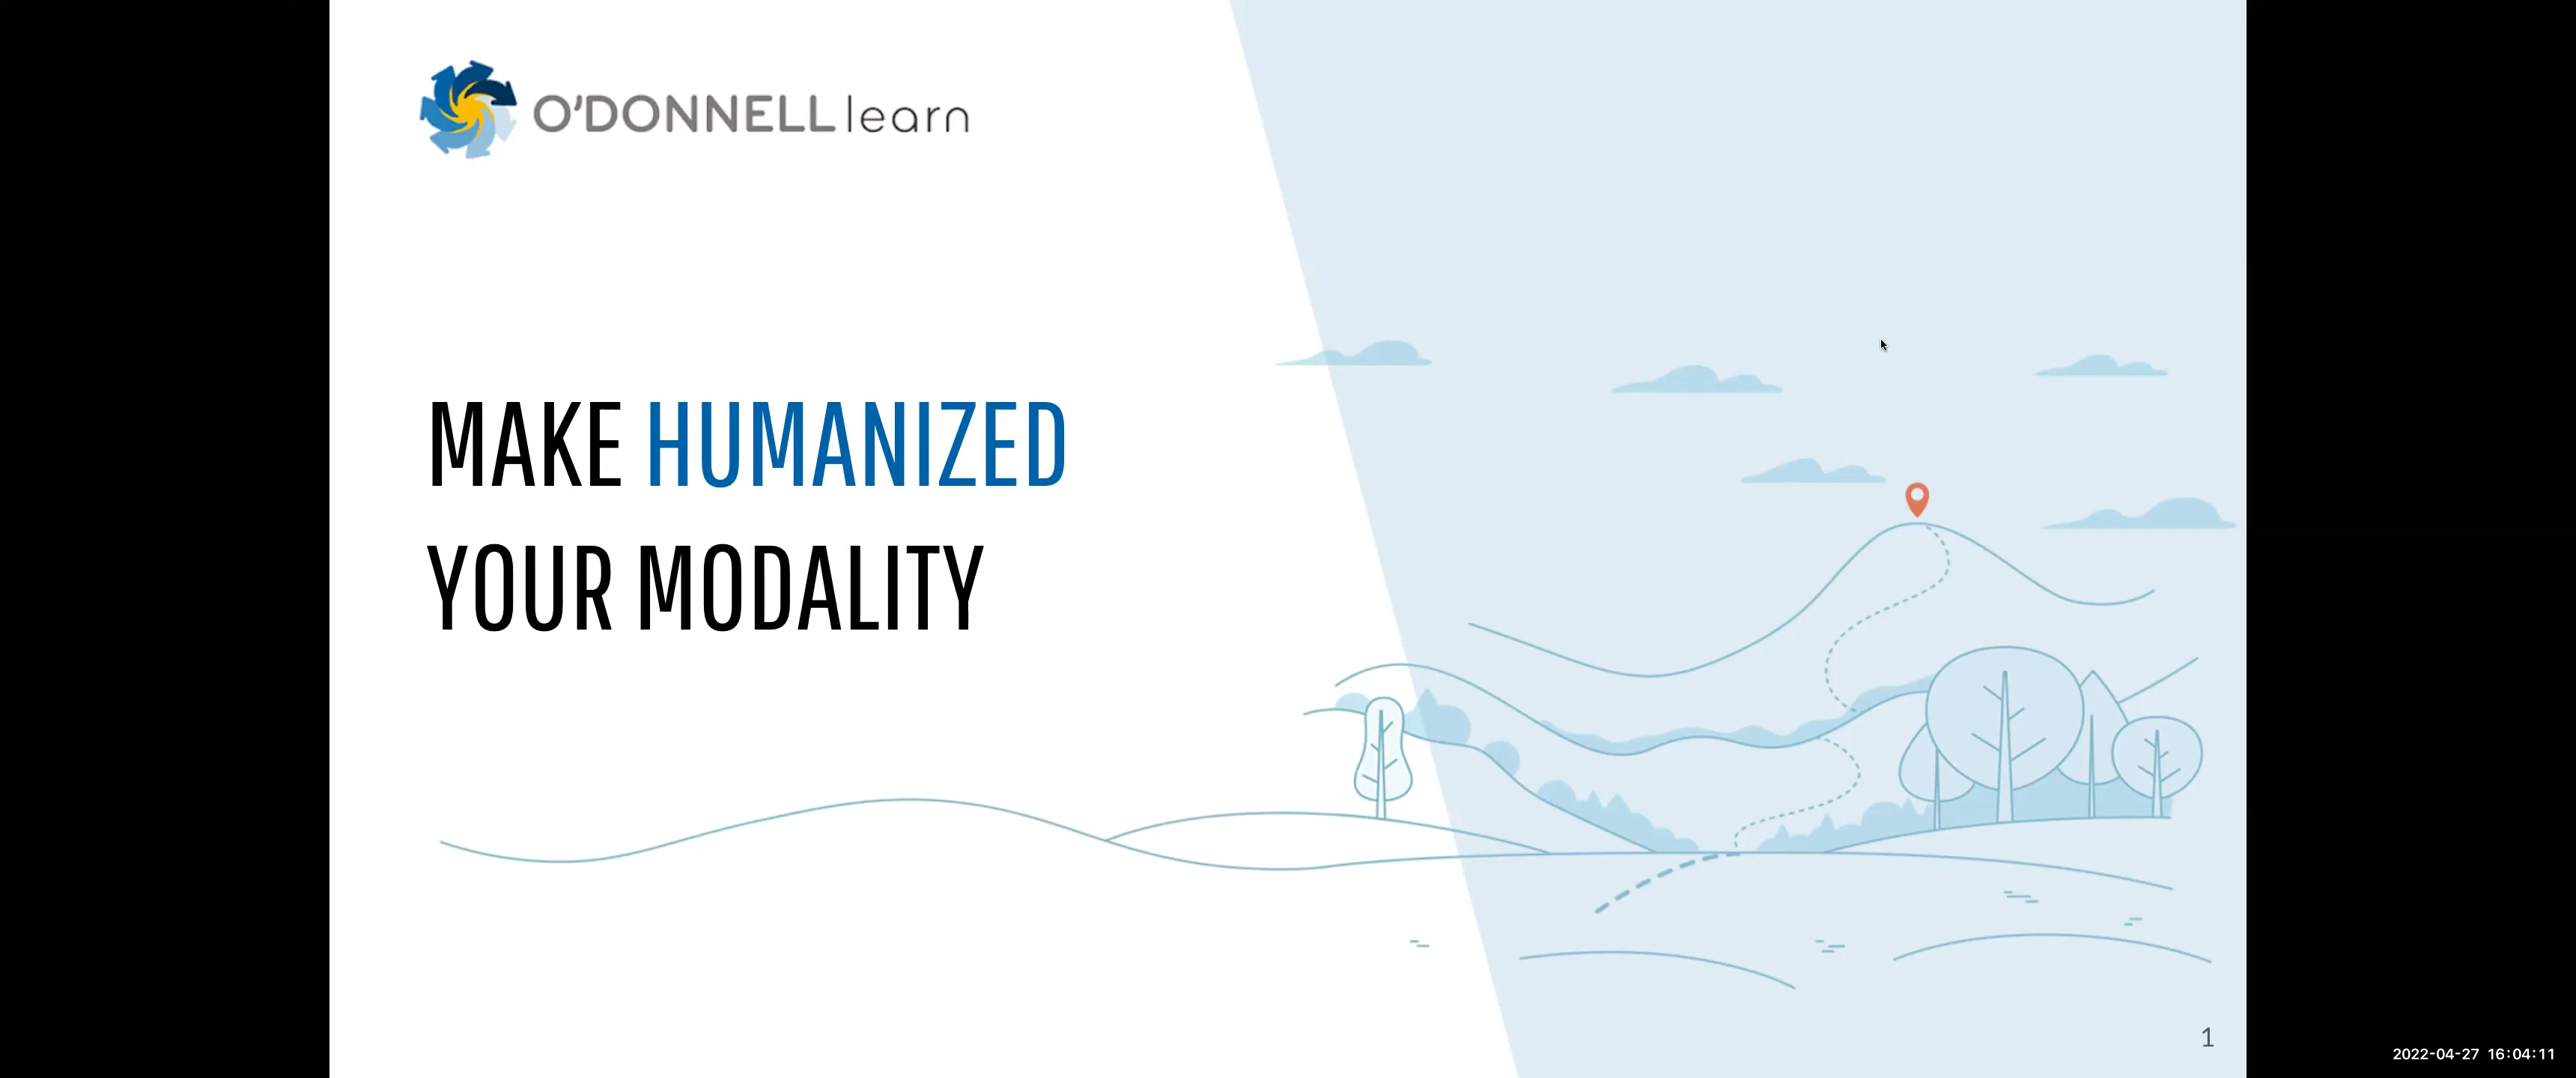 O'DONNELL learn
MAKE HUMANIZED
YOUR MODALITY
1
2022-04-27 16:04:11